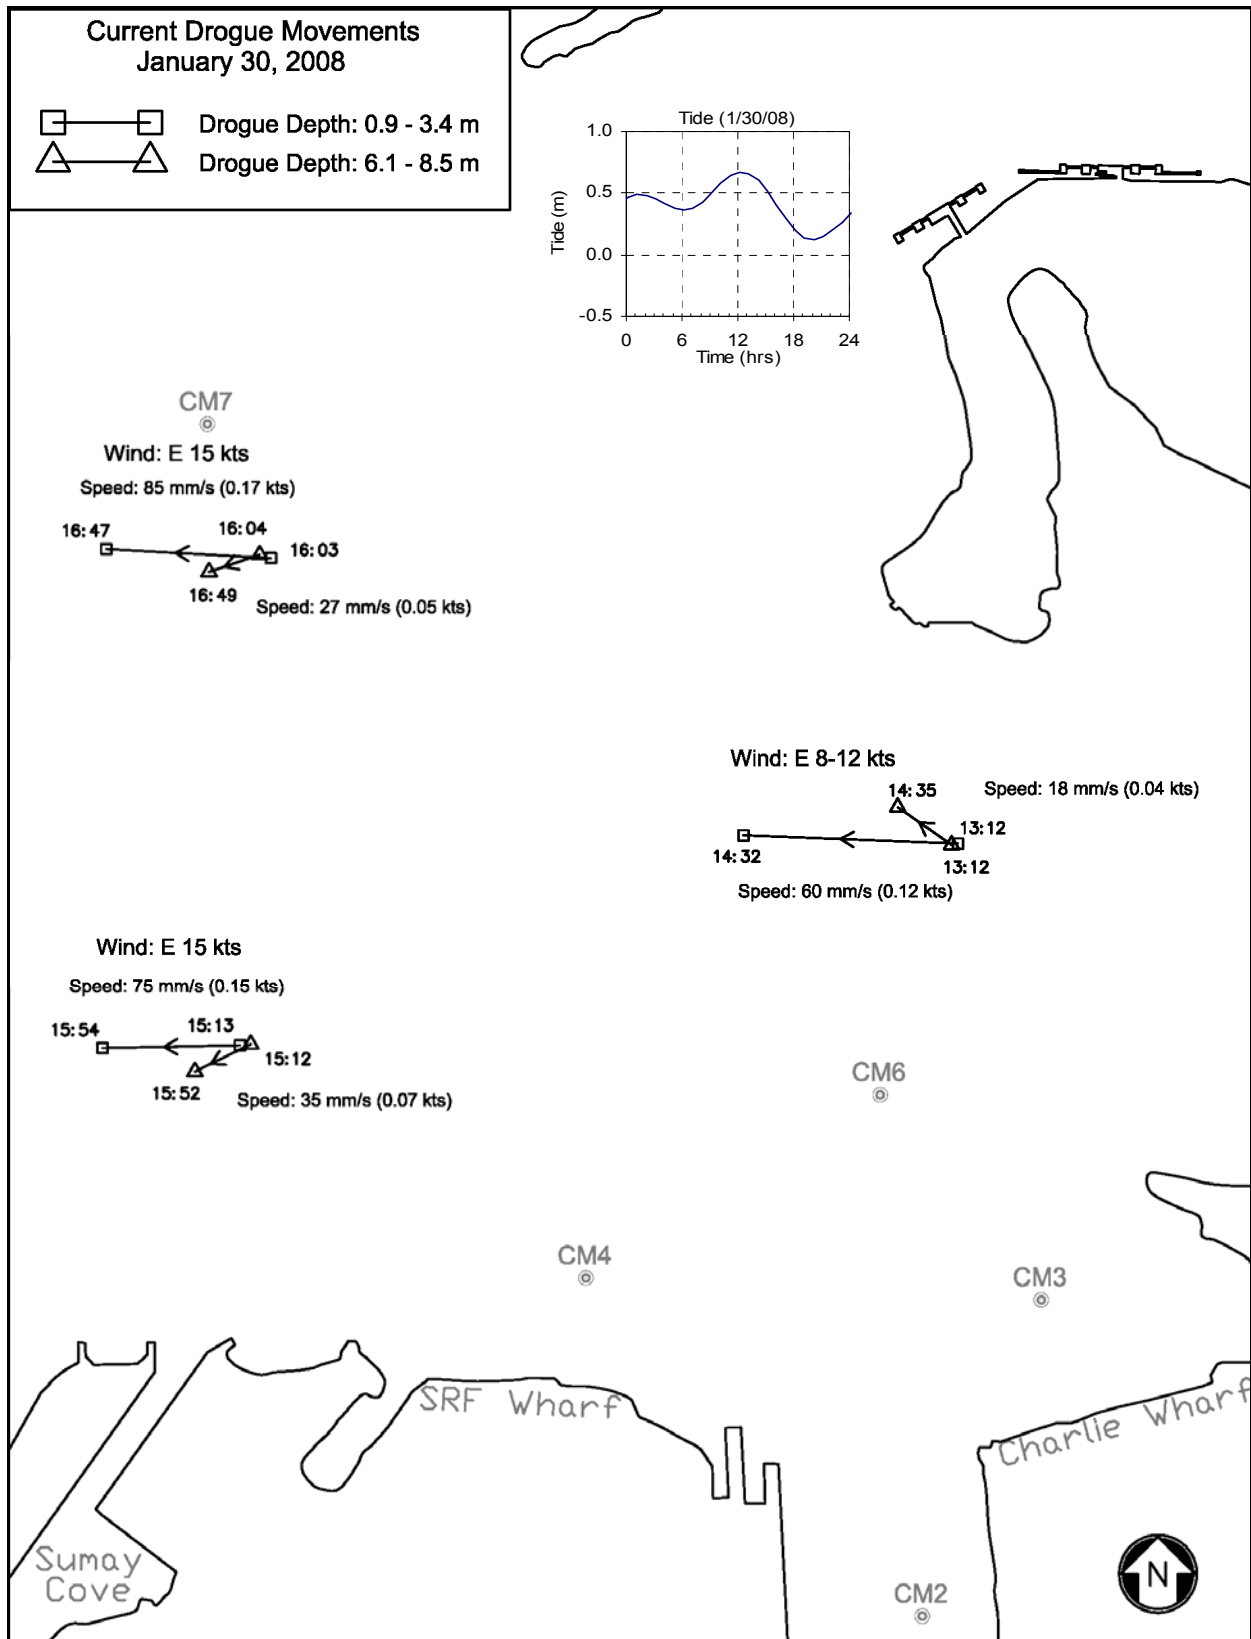 Current Drogue Movements
January 30, 2008
Drogue Depth: 0.9 - 3.4 m
Drogue Depth: 6.1 - 8.5 m
Tide (1/30/08)
1.0
0.5
0.0
-0.5
Tide (m)
0 6 12 18 24
Time (hrs)
CM7
Wind: E 15 kts
Speed: 85 mm/s (0.17 kts)
16:47
16:04
16:03
16:49
Speed: 27 mm/s (0.05 kts)
Wind: E 8-12 kts
14:35
Speed: 18 mm/s (0.04 kts)
13:12
14:32
13:12
Speed: 60 mm/s (0.12 kts)
Wind: E 15 kts
Speed: 75 mm/s (0.15 kts)
15:54
15:13
15:12
15:52
Speed: 35 mm/s (0.07 kts)
CM6
CM4
CM3
SRF Wharf
Charlie Wharf
Sumay
Cove
CM2
N